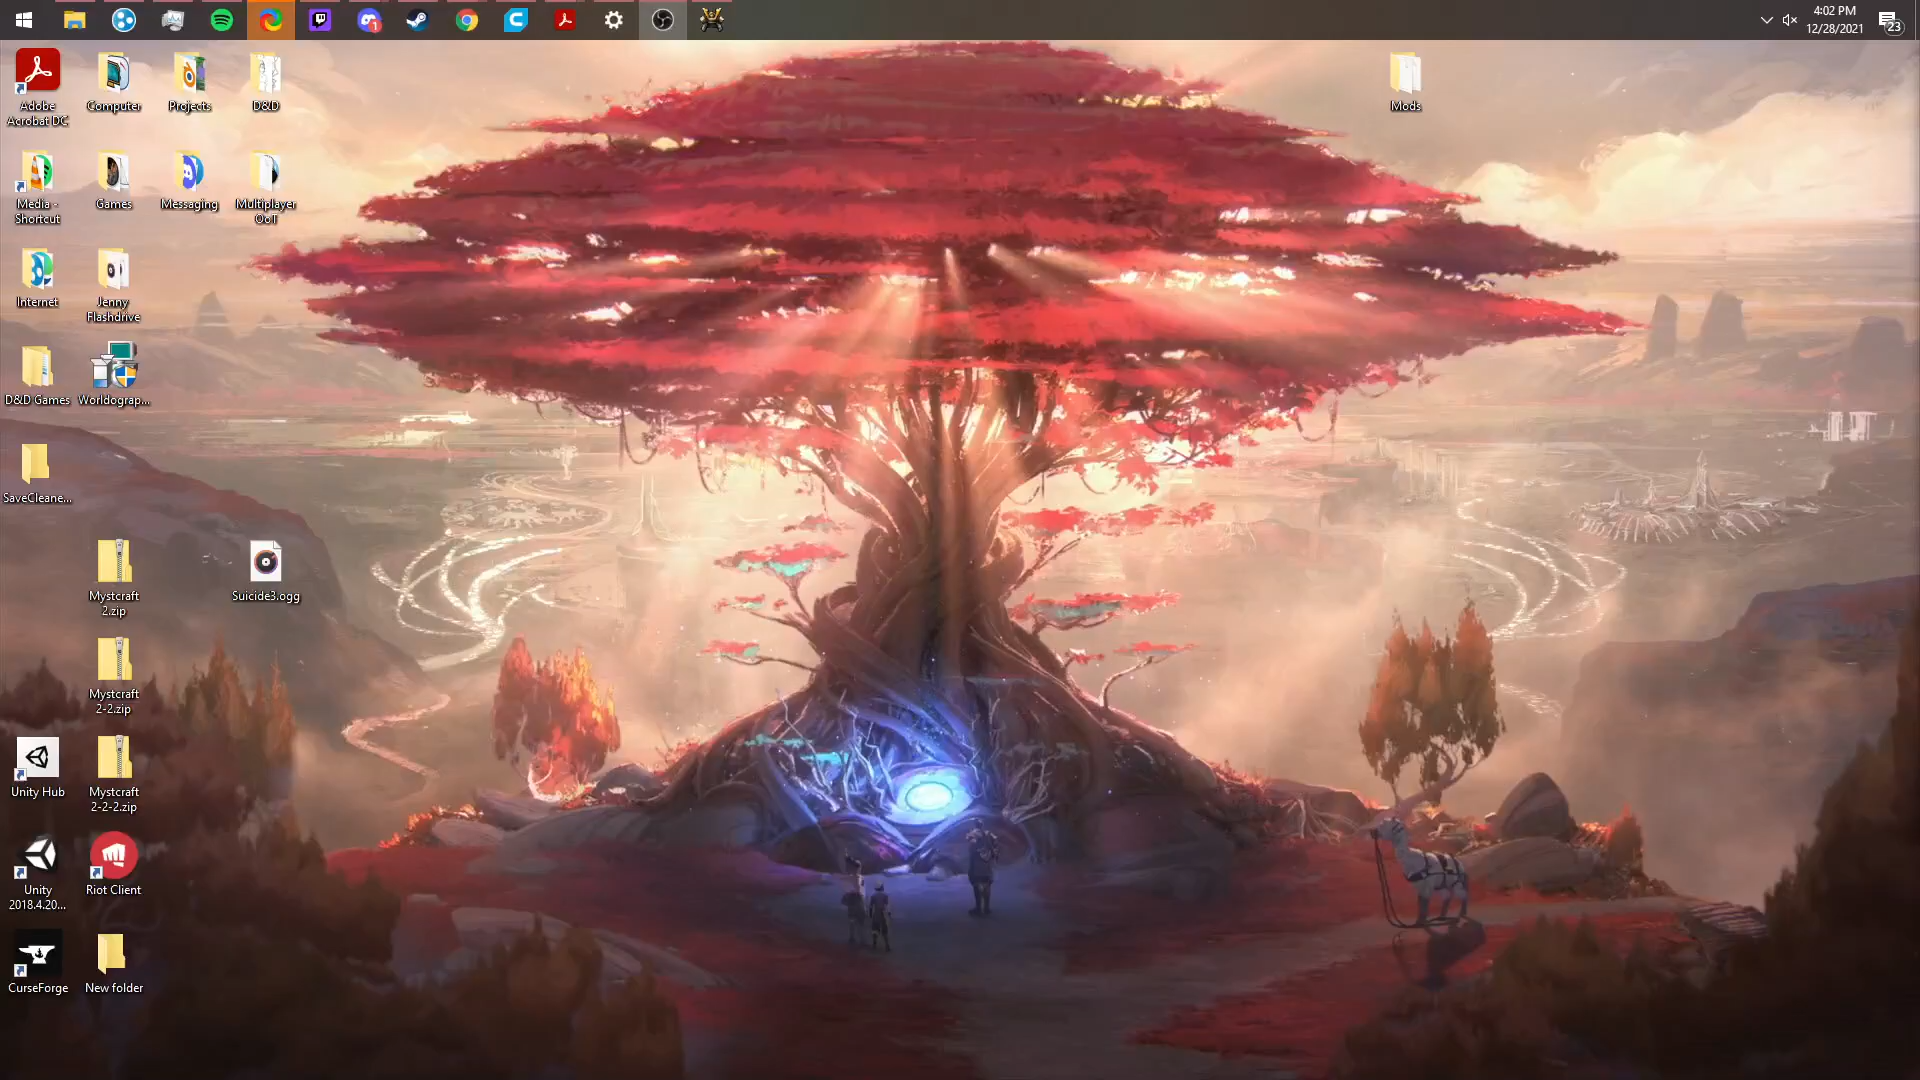 4:02 PM
12/28/2021
23
1
Adobe
Acrobat DC
Computer
Projects
D&D
Mods
Media -
Shortcut
Games
Messaging
Multiplayer
OoT
Internet
Jenny
Flashdrive
D&D Games
Worldograp...
SaveCleane...
Mystcraft
2.zip
Suicide3.ogg
Mystcraft
2-2.zip
Unity Hub
Mystcraft
2-2-2.zip
Unity
2018.4.20...
Riot Client
CurseForge
New folder